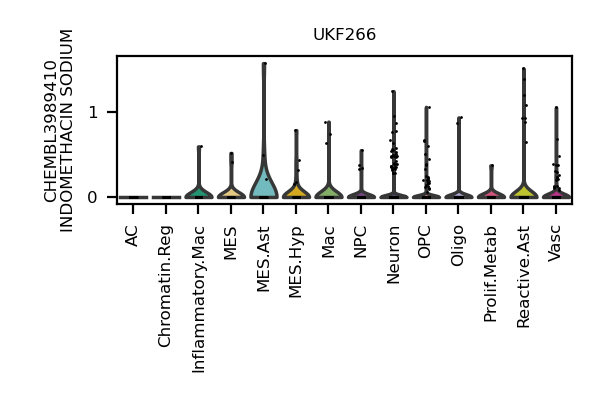 UKF266
CHEMBL3989410
INDOMETHACIN SODIUM
1
0
AC
Chromatin.Reg
Inflammatory.Mac
MES
MES.Ast
MES.Hyp
Mac
NPC
Neuron
OPC
Oligo
Prolif.Metab
Reactive.Ast
Vasc